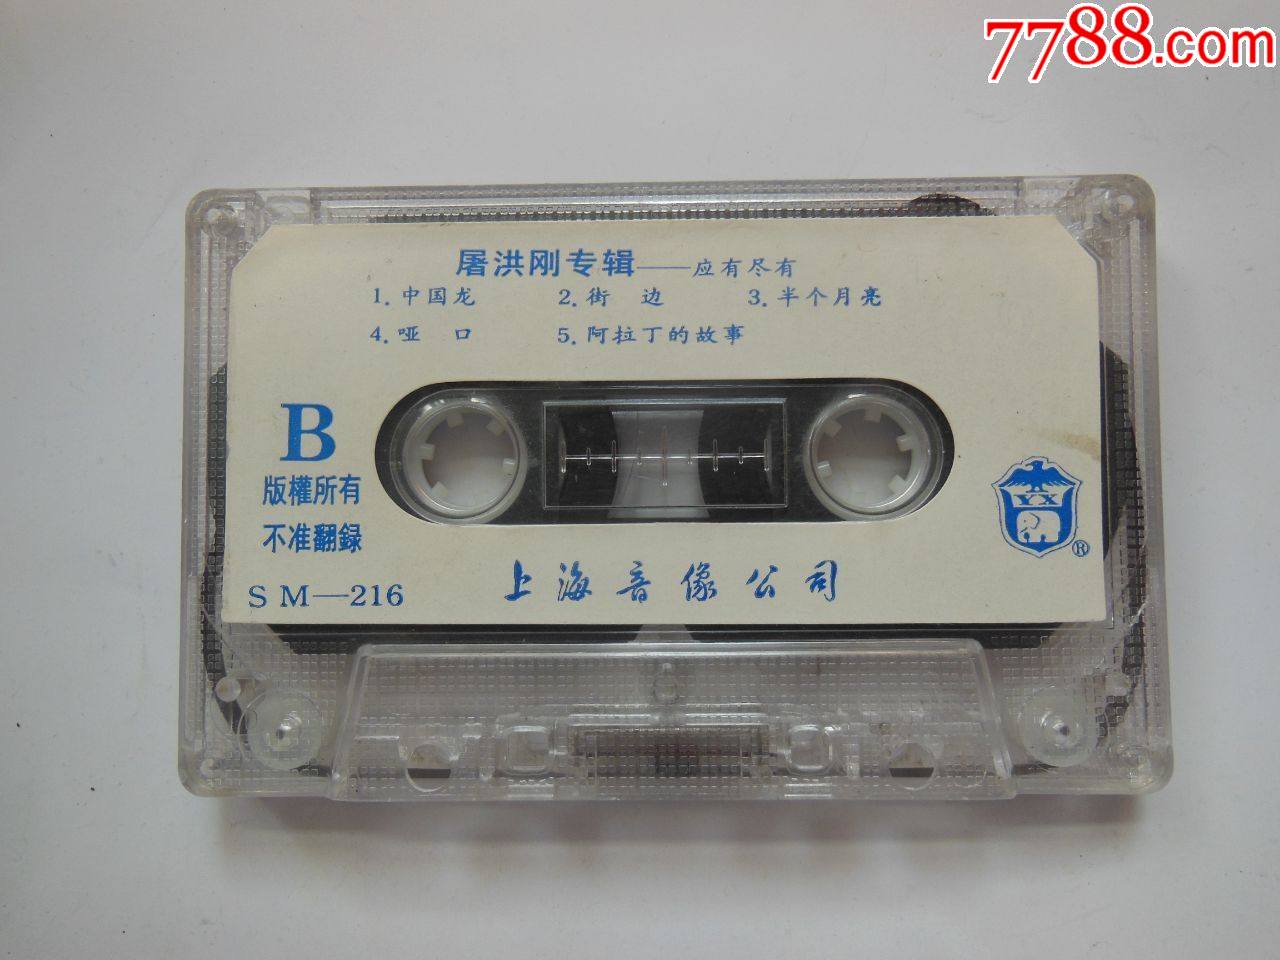 7788.com
屠洪刚专辑——应有尽有
1. 中国龙 2. 街 边 3. 半个月亮
4. 哑 口 5. 阿拉丁的故事
B
版權所有
不准翻録
SM—216
上海音像公司
YX
®